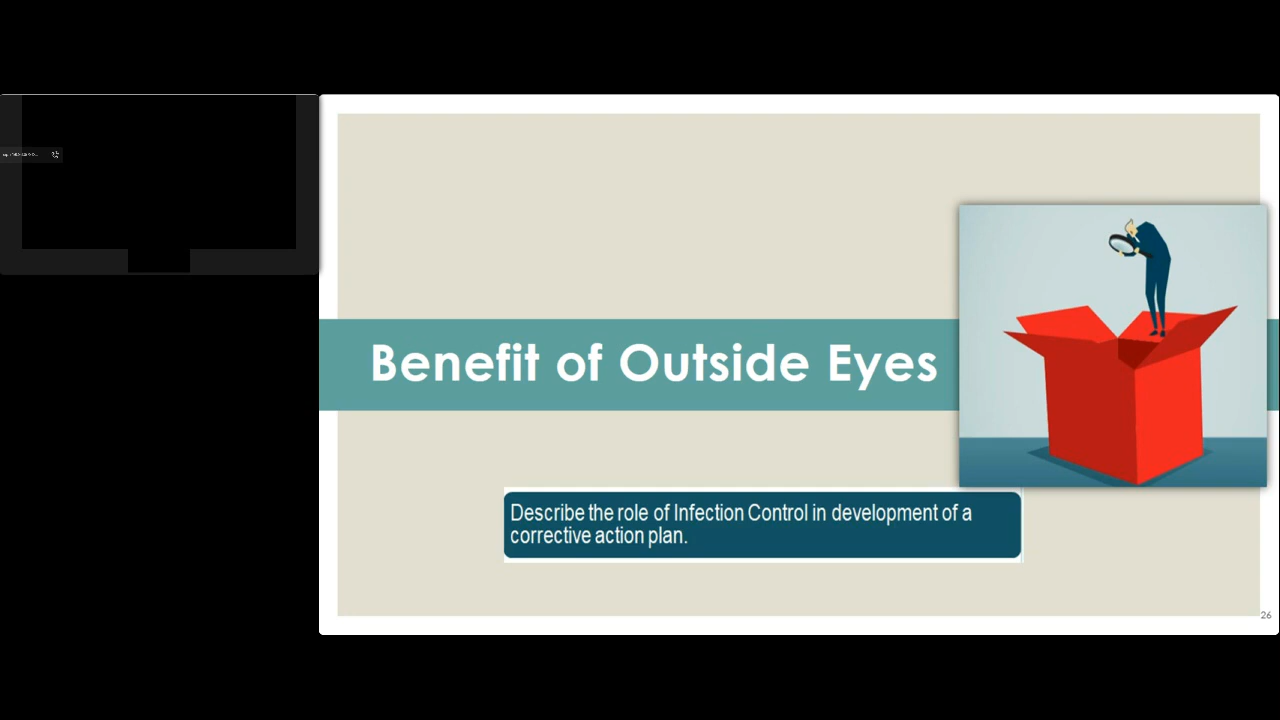 Benefit of Outside Eyes
Describe the role of Infection Control in development of a
corrective action plan.
26